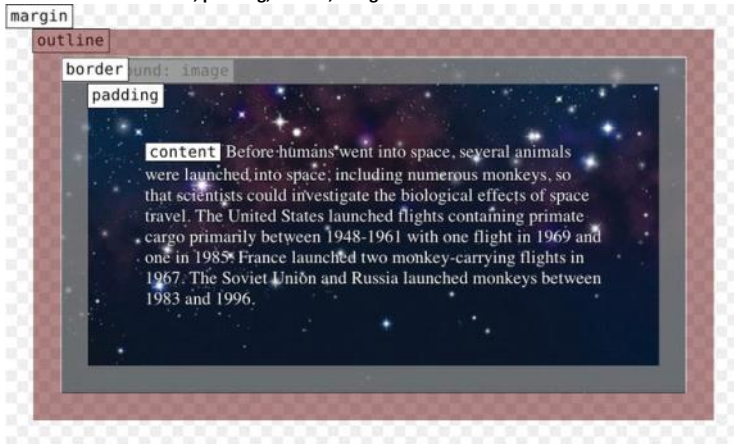 margin
outline
border
und: image
padding
content Before humans went into space, several animals
were launched into space, including numerous monkeys, so
that scientists could investigate the biological effects of space
travel. The United States launched flights containing primate
cargo primarily between 1948-1961 with one flight in 1969 and
one in 1985. France launched two monkey-carrying flights in
1967. The Soviet Union and Russia launched monkeys between
1983 and 1996.